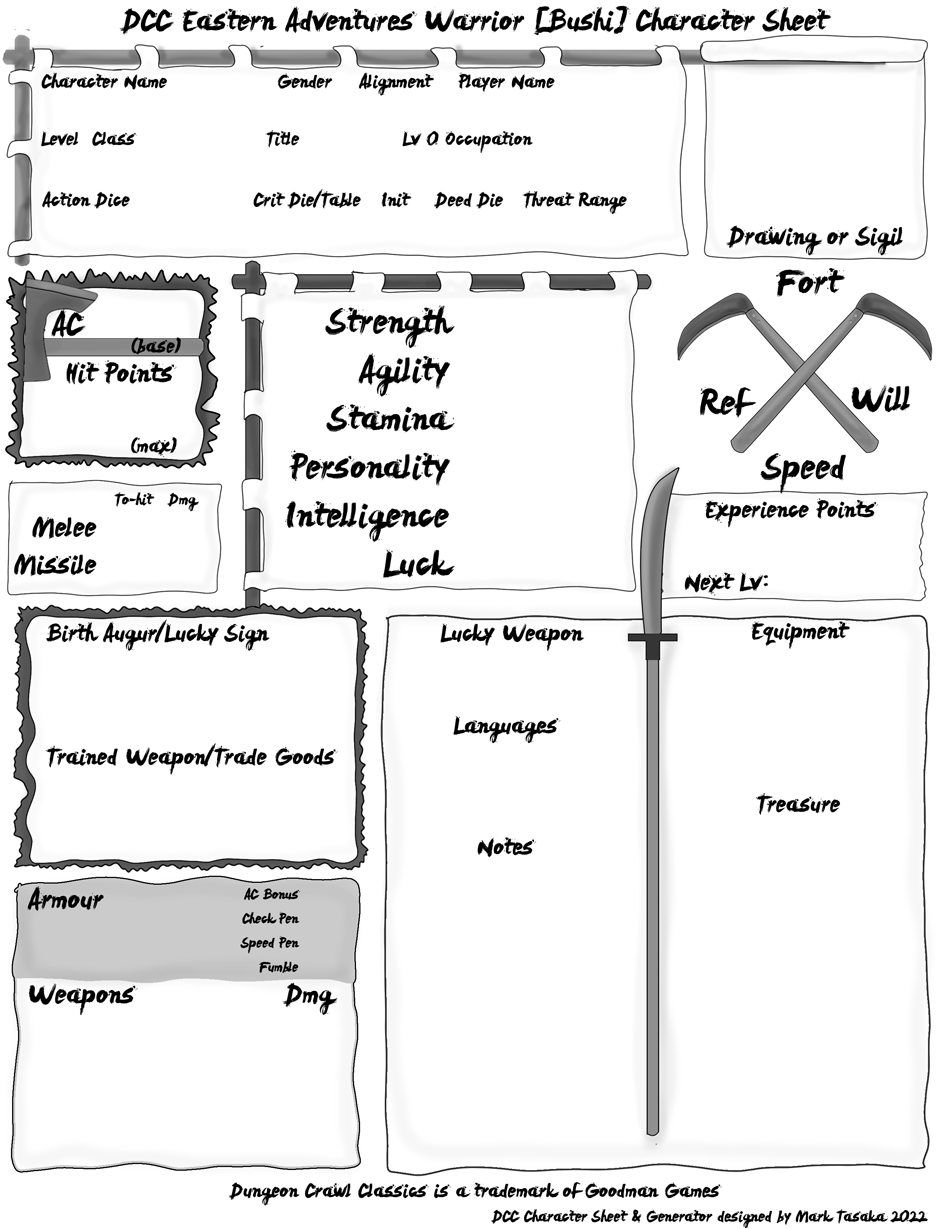 DCC Eastern Adventures Warrior [Bushi] Character Sheet
Character Name Gender Alignment Player Name
Level Class Title Lv 0 Occupation
Action Dice Crit Die/Table Init Deed Die Threat Range
Drawing or Sigil
AC
(base)
Hit Points
(max)
Strength
Agility
Stamina
Personality
Intelligence
Luck
Fort
Ref Will
Speed
To-hit Dmg
Melee
Missile
Experience Points
Next Lv:
Birth Augur/Lucky Sign
Trained Weapon/Trade Goods
Lucky Weapon
Languages
Notes
Equipment
Treasure
Armour
AC Bonus
Check Pen
Speed Pen
Fumble
Weapons Dmg
Dungeon Crawl Classics is a trademark of Goodman Games
DCC Character Sheet & Generator designed by Mark Tasaka 2022